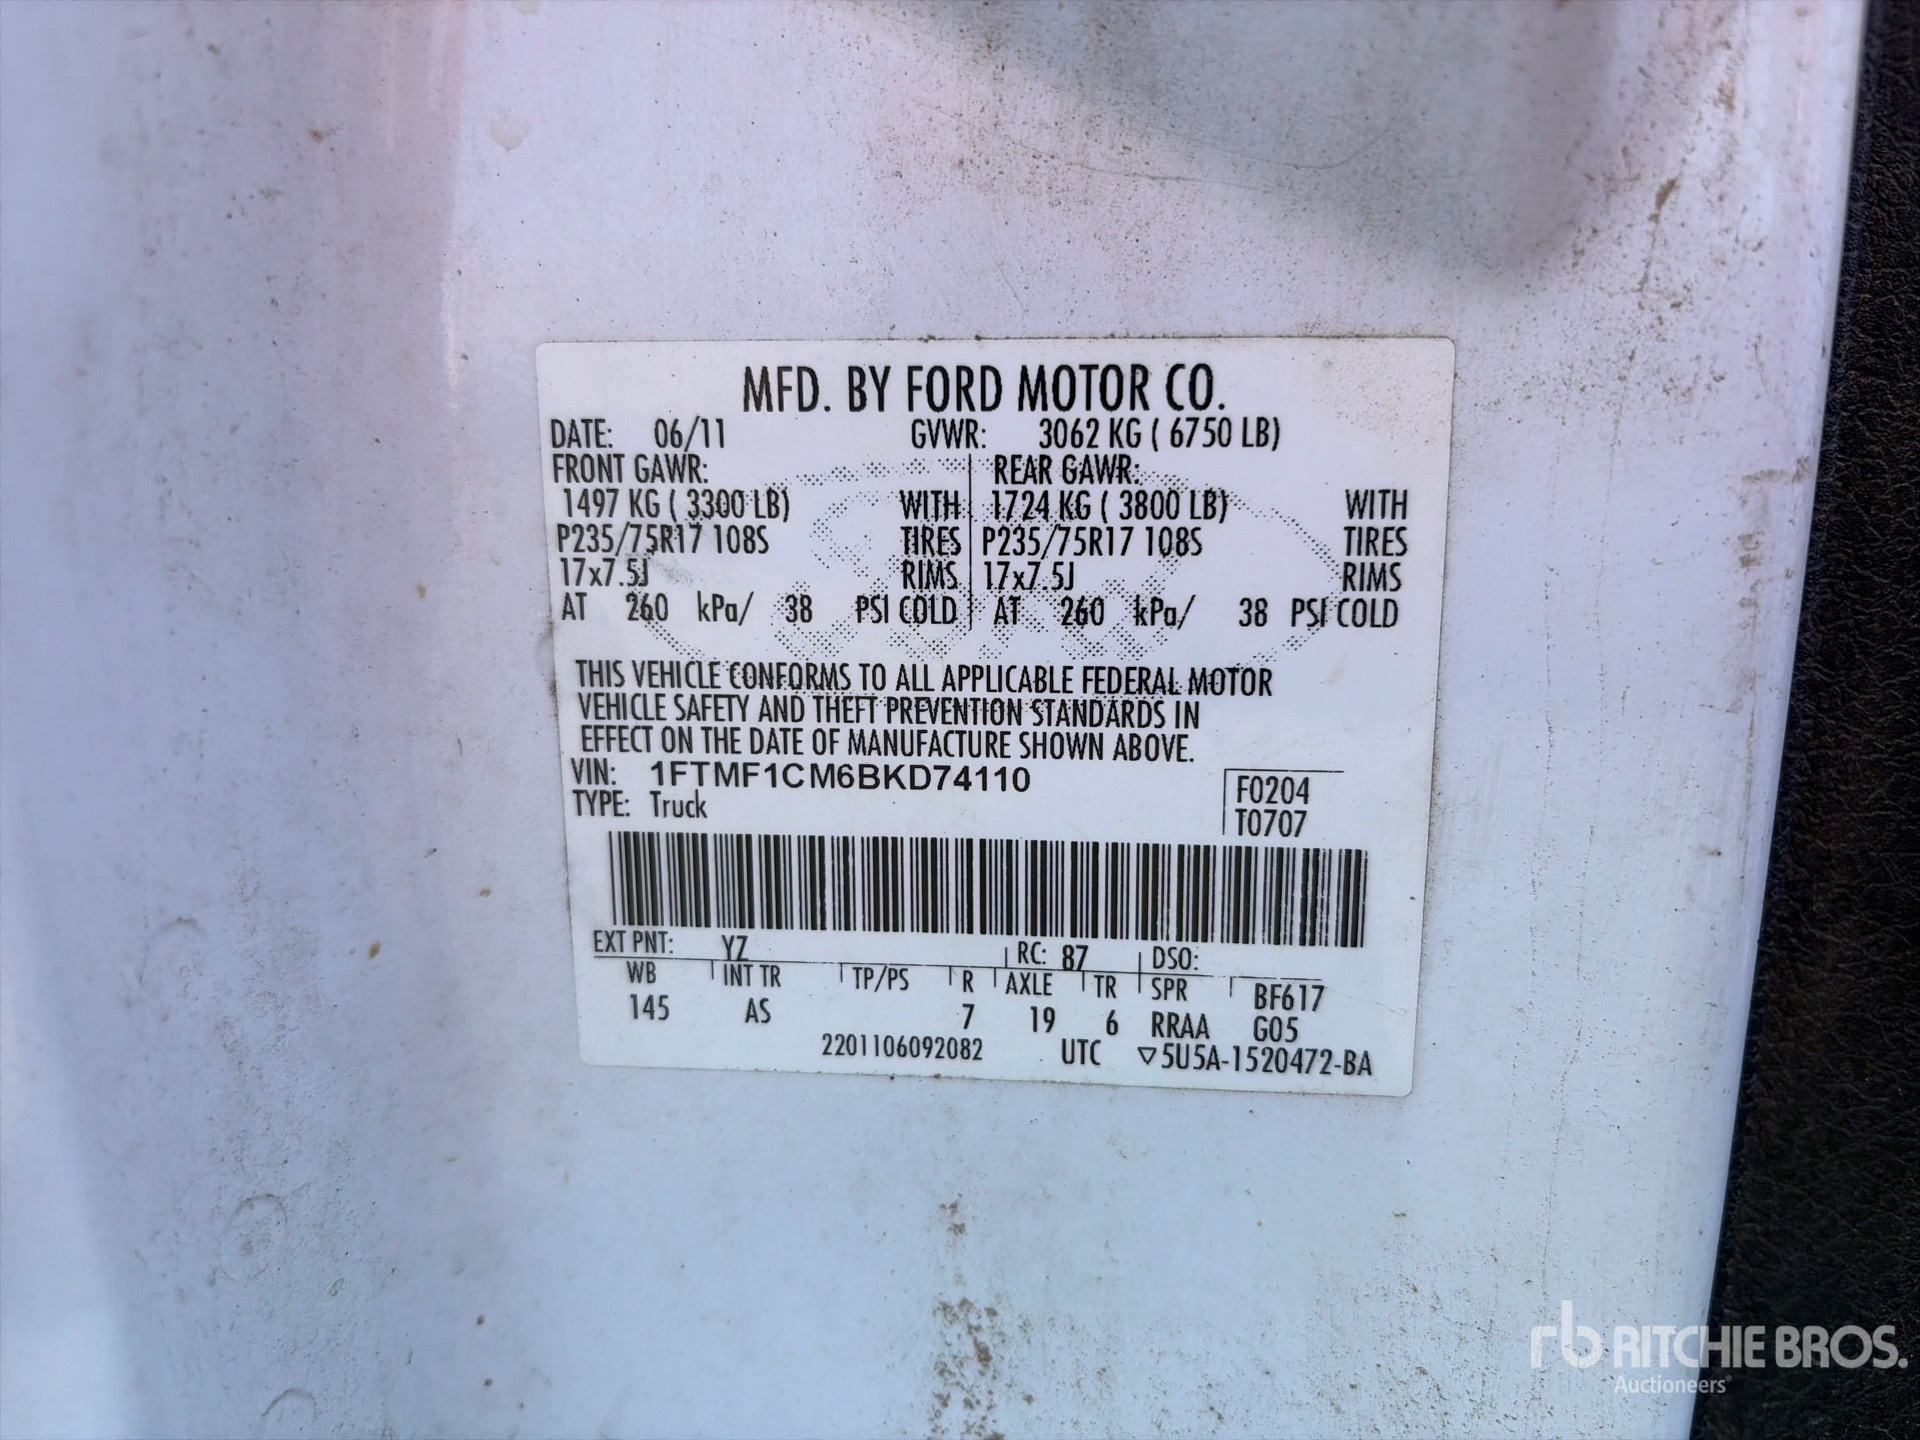 MFD. BY FORD MOTOR CO.
DATE: 06/11 GVWR: 3062 KG ( 6750 LB)
FRONT GAWR: REAR GAWR:
1497 KG ( 3300 LB) WITH 1724 KG ( 3800 LB) WITH
P235/75R17 108S TIRES P235/75R17 108S TIRES
17x7.5J RIMS 17x7.5J RIMS
AT 260 kPa/ 38 PSI COLD AT 260 kPa/ 38 PSI COLD
THIS VEHICLE CONFORMS TO ALL APPLICABLE FEDERAL MOTOR
VEHICLE SAFETY AND THEFT PREVENTION STANDARDS IN
EFFECT ON THE DATE OF MANUFACTURE SHOWN ABOVE.
VIN: 1FTMF1CM6BKD74110 F0204
TYPE: Truck T0707
EXT PNT: YZ RC: 87 DSO:
WB INT TR TP/PS R AXLE TR SPR BF617
145 AS 7 19 6 RRAA G05
2201106092082 UTC ▽5U5A-1520472-BA
rb RITCHIE BROS.
Auctioneers